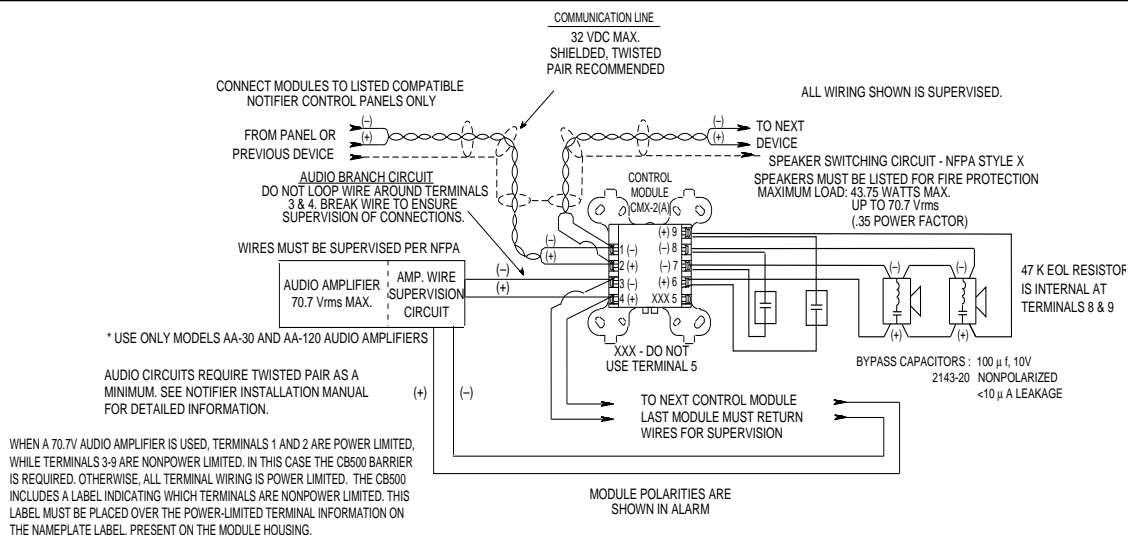 COMMUNICATION LINE
32 VDC MAX.
SHIELDED, TWISTED
PAIR RECOMMENDED
CONNECT MODULES TO LISTED COMPATIBLE
NOTIFIER CONTROL PANELS ONLY
ALL WIRING SHOWN IS SUPERVISED.
(–)
(+)
FROM PANEL OR
PREVIOUS DEVICE
(–)
(+)
TO NEXT
DEVICE
AUDIO BRANCH CIRCUIT
DO NOT LOOP WIRE AROUND TERMINALS
3 & 4. BREAK WIRE TO ENSURE
SUPERVISION OF CONNECTIONS.
SPEAKER SWITCHING CIRCUIT - NFPA STYLE X
SPEAKERS MUST BE LISTED FOR FIRE PROTECTION
MAXIMUM LOAD: 43.75 WATTS MAX.
UP TO 70.7 Vrms
(.35 POWER FACTOR)
CONTROL
MODULE
CMX-2(A)
WIRES MUST BE SUPERVISED PER NFPA
(–)
(+)
1 (–)
2 (+)
3 (–)
4 (+)
(+) 9
(–) 8
(–) 7
(+) 6
XXX 5
AUDIO AMPLIFIER
70.7 Vrms MAX.
AMP. WIRE
SUPERVISION
CIRCUIT
(–)
(+)
(–)
(–)
(+)
(+)
47 K EOL RESISTOR
IS INTERNAL AT
TERMINALS 8 & 9
* USE ONLY MODELS AA-30 AND AA-120 AUDIO AMPLIFIERS
XXX - DO NOT
USE TERMINAL 5
BYPASS CAPACITORS : 100 µ f, 10V
2143-20 NONPOLARIZED
<10 µ A LEAKAGE
AUDIO CIRCUITS REQUIRE TWISTED PAIR AS A
MINIMUM. SEE NOTIFIER INSTALLATION MANUAL
FOR DETAILED INFORMATION.
(+)
(–)
TO NEXT CONTROL MODULE
LAST MODULE MUST RETURN
WIRES FOR SUPERVISION
WHEN A 70.7V AUDIO AMPLIFIER IS USED, TERMINALS 1 AND 2 ARE POWER LIMITED,
WHILE TERMINALS 3-9 ARE NONPOWER LIMITED. IN THIS CASE THE CB500 BARRIER
IS REQUIRED. OTHERWISE, ALL TERMINAL WIRING IS POWER LIMITED. THE CB500
INCLUDES A LABEL INDICATING WHICH TERMINALS ARE NONPOWER LIMITED. THIS
LABEL MUST BE PLACED OVER THE POWER-LIMITED TERMINAL INFORMATION ON
THE NAMEPLATE LABEL. PRESENT ON THE MODULE HOUSING.
MODULE POLARITIES ARE
SHOWN IN ALARM